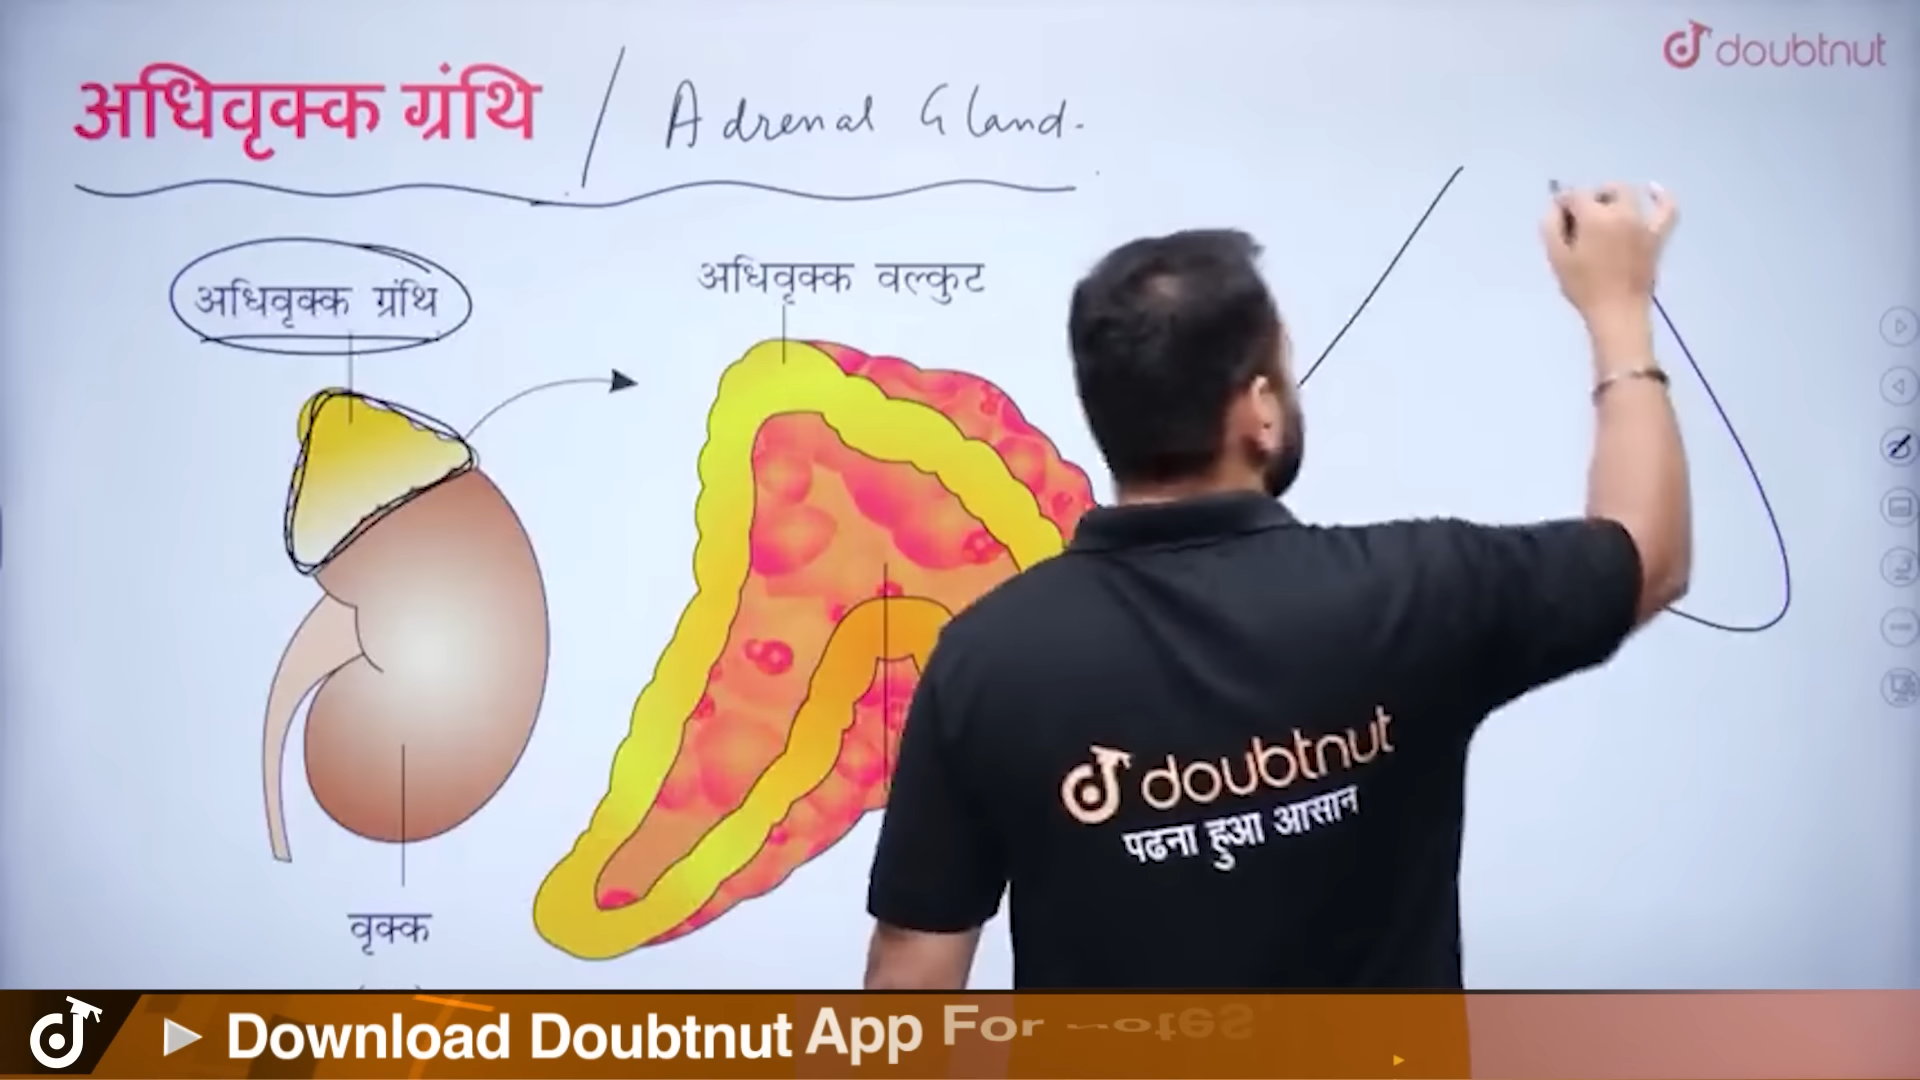 doubtnut
अधिवृक्क ग्रंथि / Adrenal Gland.
अधिवृक्क ग्रंथि
अधिवृक्क वल्कुट
doubtnut
पढना हुआ आसान
वृक्क
Download Doubtnut App For